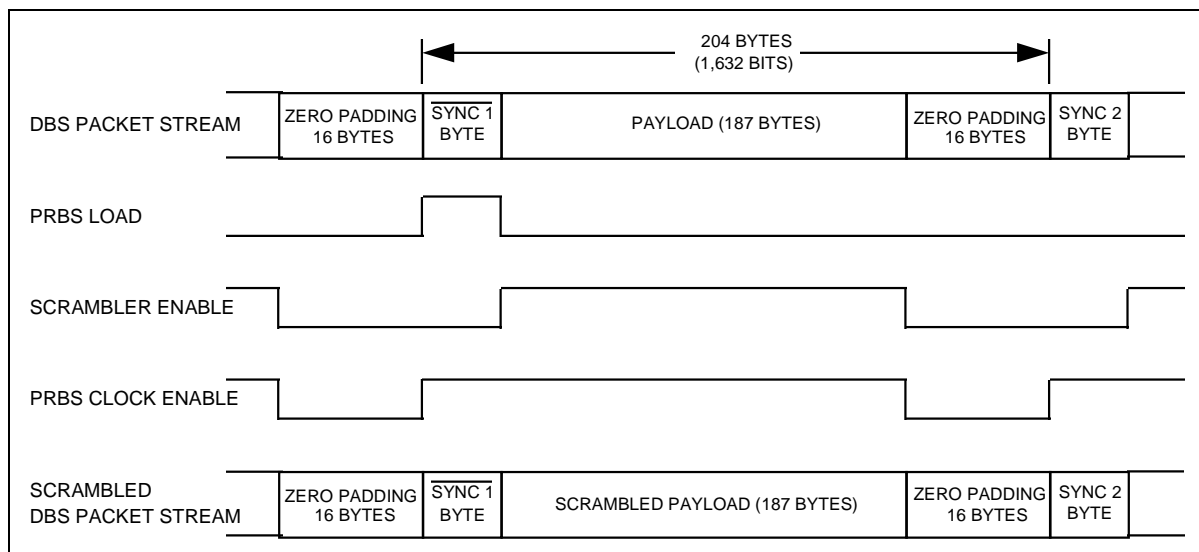 204 BYTES
(1,632 BITS)
DBS PACKET STREAM
ZERO PADDING
16 BYTES
SYNC 1
BYTE
PAYLOAD (187 BYTES)
ZERO PADDING
16 BYTES
SYNC 2
BYTE
PRBS LOAD
SCRAMBLER ENABLE
PRBS CLOCK ENABLE
SCRAMBLED
DBS PACKET STREAM
ZERO PADDING
16 BYTES
SYNC 1
BYTE
SCRAMBLED PAYLOAD (187 BYTES)
ZERO PADDING
16 BYTES
SYNC 2
BYTE